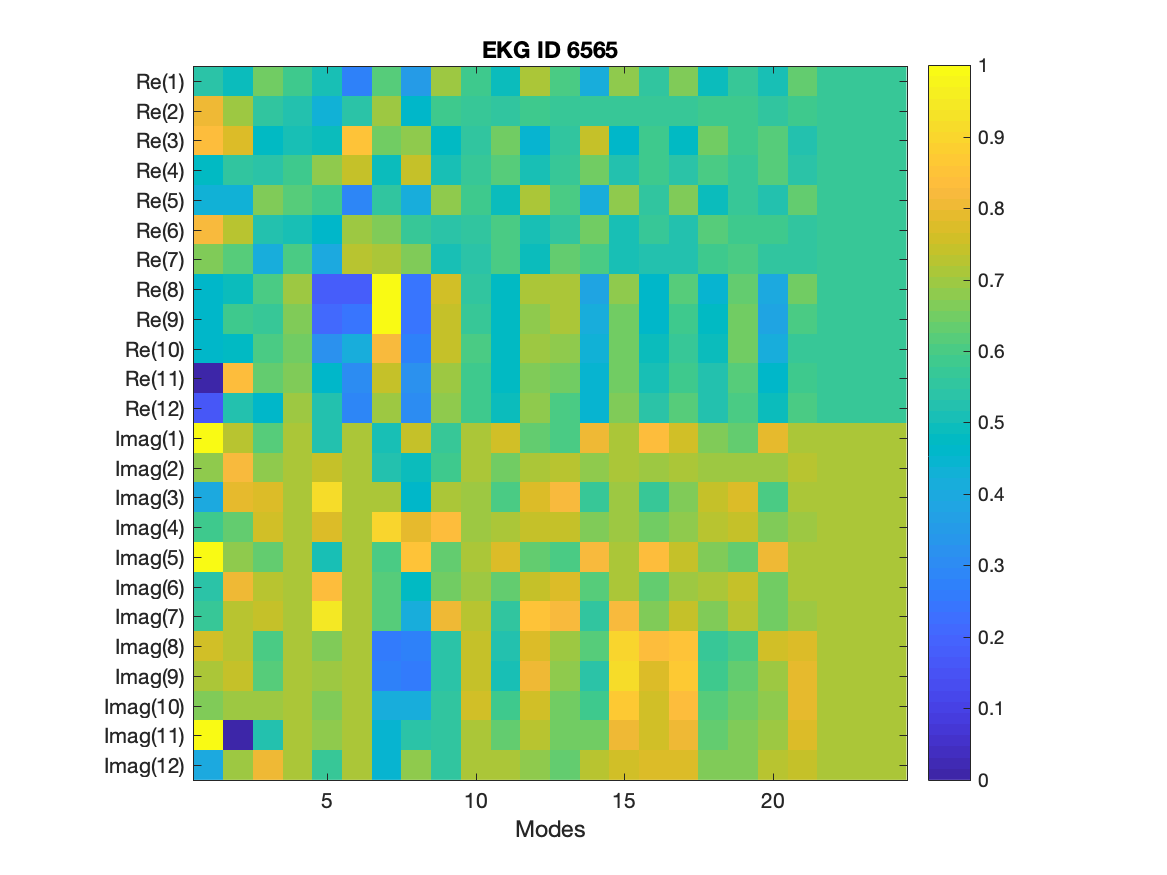 EKG ID 6565
Re(1)
Re(2)
Re(3)
Re(4)
Re(5)
Re(6)
Re(7)
Re(8)
Re(9)
Re(10)
Re(11)
Re(12)
Imag(1)
Imag(2)
Imag(3)
Imag(4)
Imag(5)
Imag(6)
Imag(7)
Imag(8)
Imag(9)
Imag(10)
Imag(11)
Imag(12)
5 10 15 20
Modes
1
0.9
0.8
0.7
0.6
0.5
0.4
0.3
0.2
0.1
0